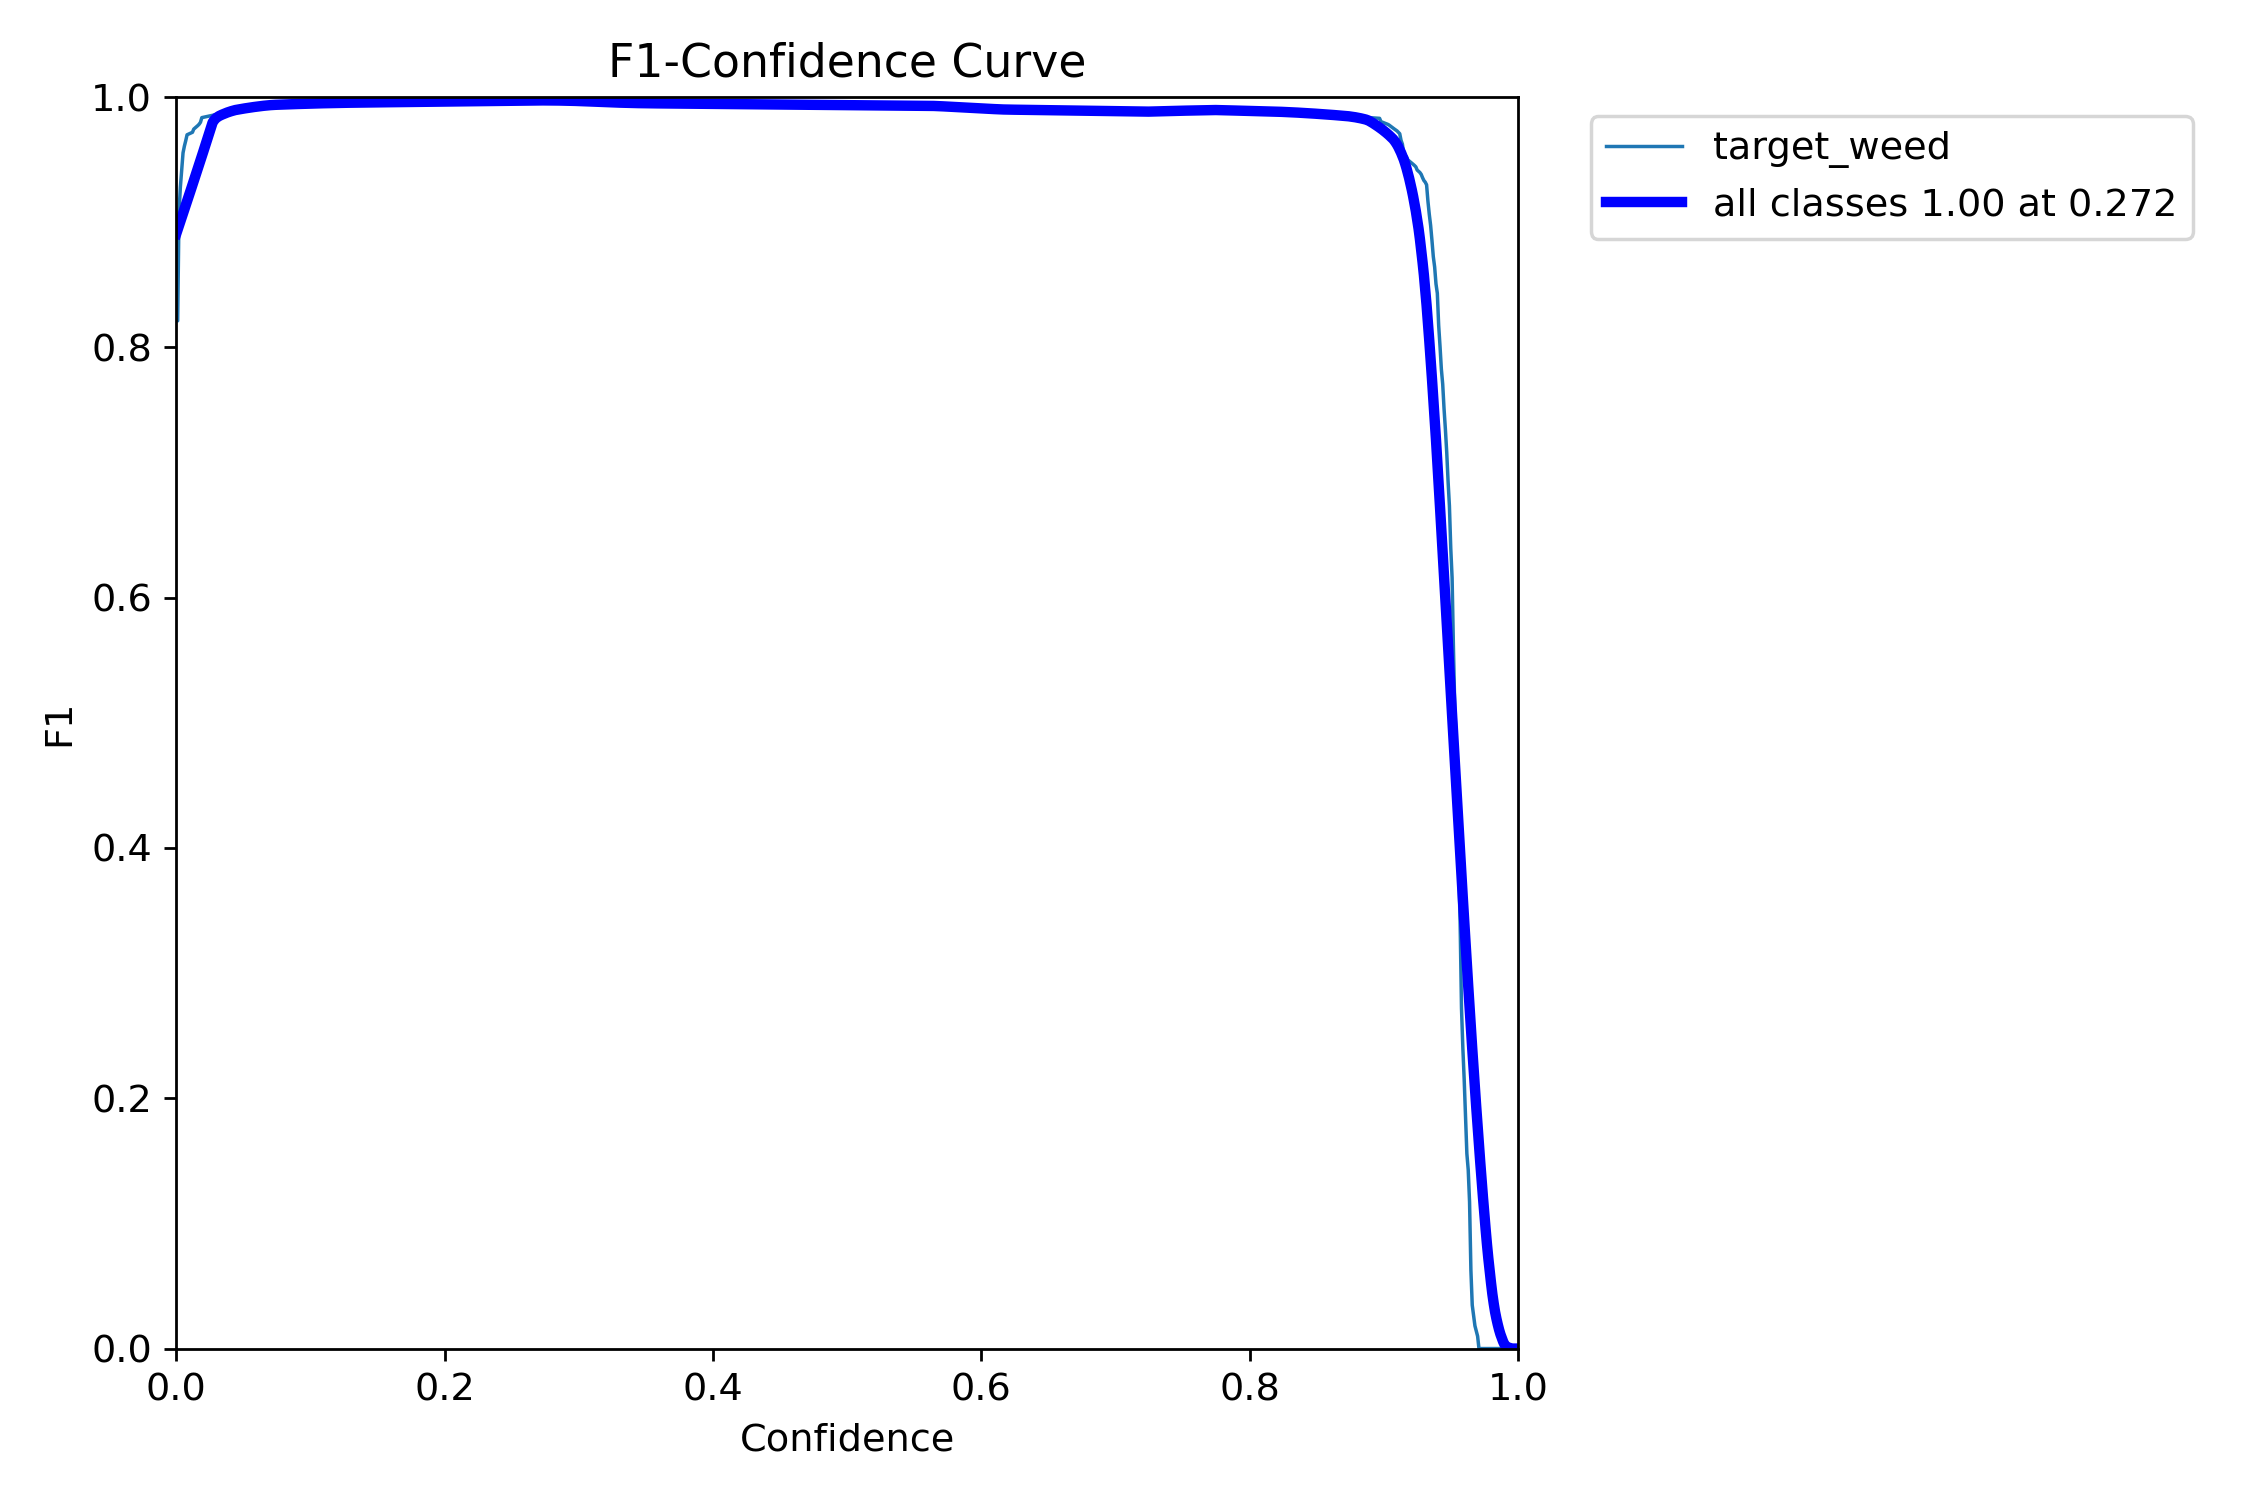 F1-Confidence Curve
target_weed
all classes 1.00 at 0.272
1.0
0.8
0.6
0.4
0.2
0.0
F1
0.0 0.2 0.4 0.6 0.8 1.0
Confidence